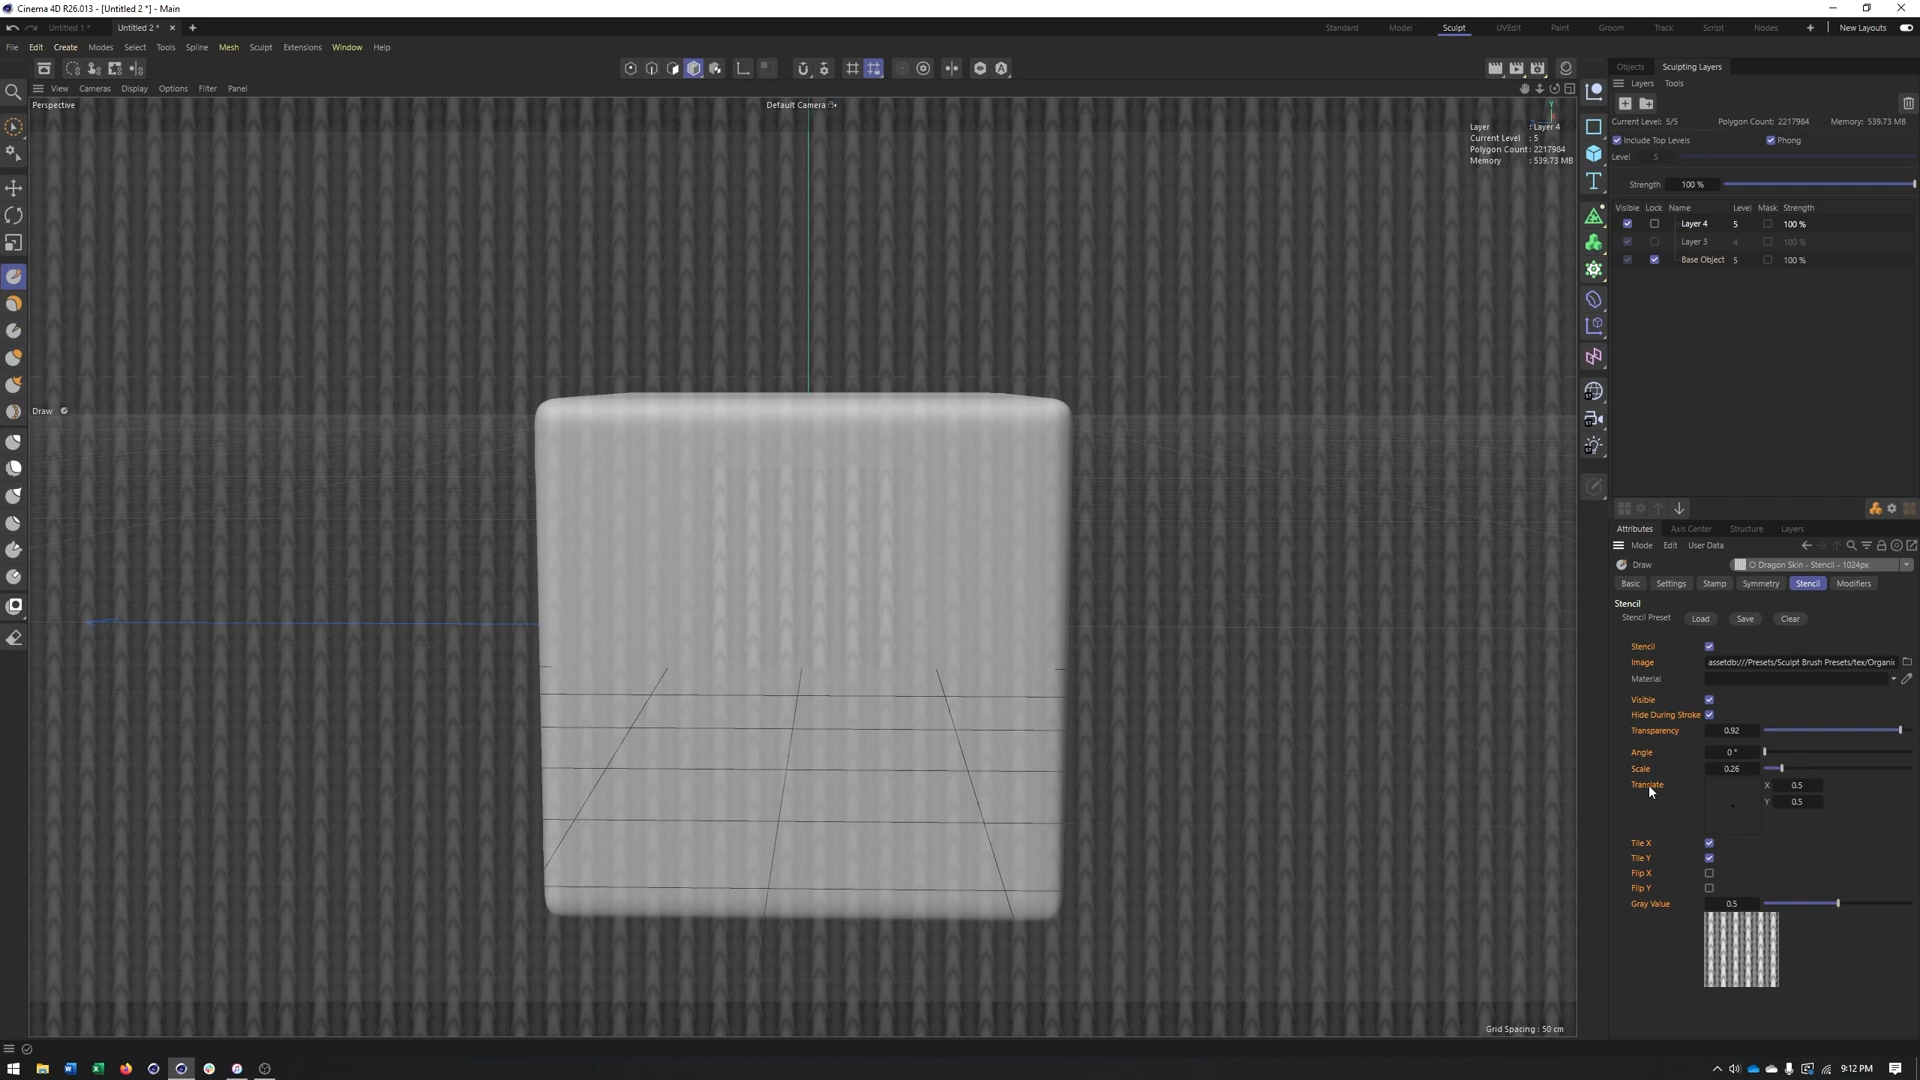 Cinema 4D R26.013 - [Untitled 2 *] - Main
Untitled 1 * Untitled 2 * Standard Model Sculpt UVEdit Paint Groom Track Script Nodes New Layouts
File Edit Create Modes Select Tools Spline Mesh Sculpt Extensions Window Help
Objects Sculpting Layers
View Cameras Display Options Filter Panel
Layers Tools
Perspective Default Camera
Y
Layer : Layer 4
Current Level : 5
Polygon Count : 2217984
Memory : 539.73 MB
Current Level: 5/5 Polygon Count: 2217984 Memory: 539.73 MB
Include Top Levels Phong
Level 5
Strength 100 %
Visible Lock Name Level Mask Strength
Layer 4 5 100 %
Layer 3 4 100 %
Base Object 5 100 %
Draw
Attributes Axis Center Structure Layers
Mode Edit User Data
Draw Dragon Skin - Stencil - 1024px
Basic Settings Stamp Symmetry Stencil Modifiers
Stencil
Stencil Preset Load Save Clear
Stencil
Image assetdb:///Presets/Sculpt Brush Presets/tex/Organic
Material
Visible
Hide During Stroke
Transparency 0.92
Angle 0 °
Scale 0.26
Translate X 0.5
Y 0.5
Tile X
Tile Y
Flip X
Flip Y
Gray Value 0.5
Grid Spacing : 50 cm
9:12 PM